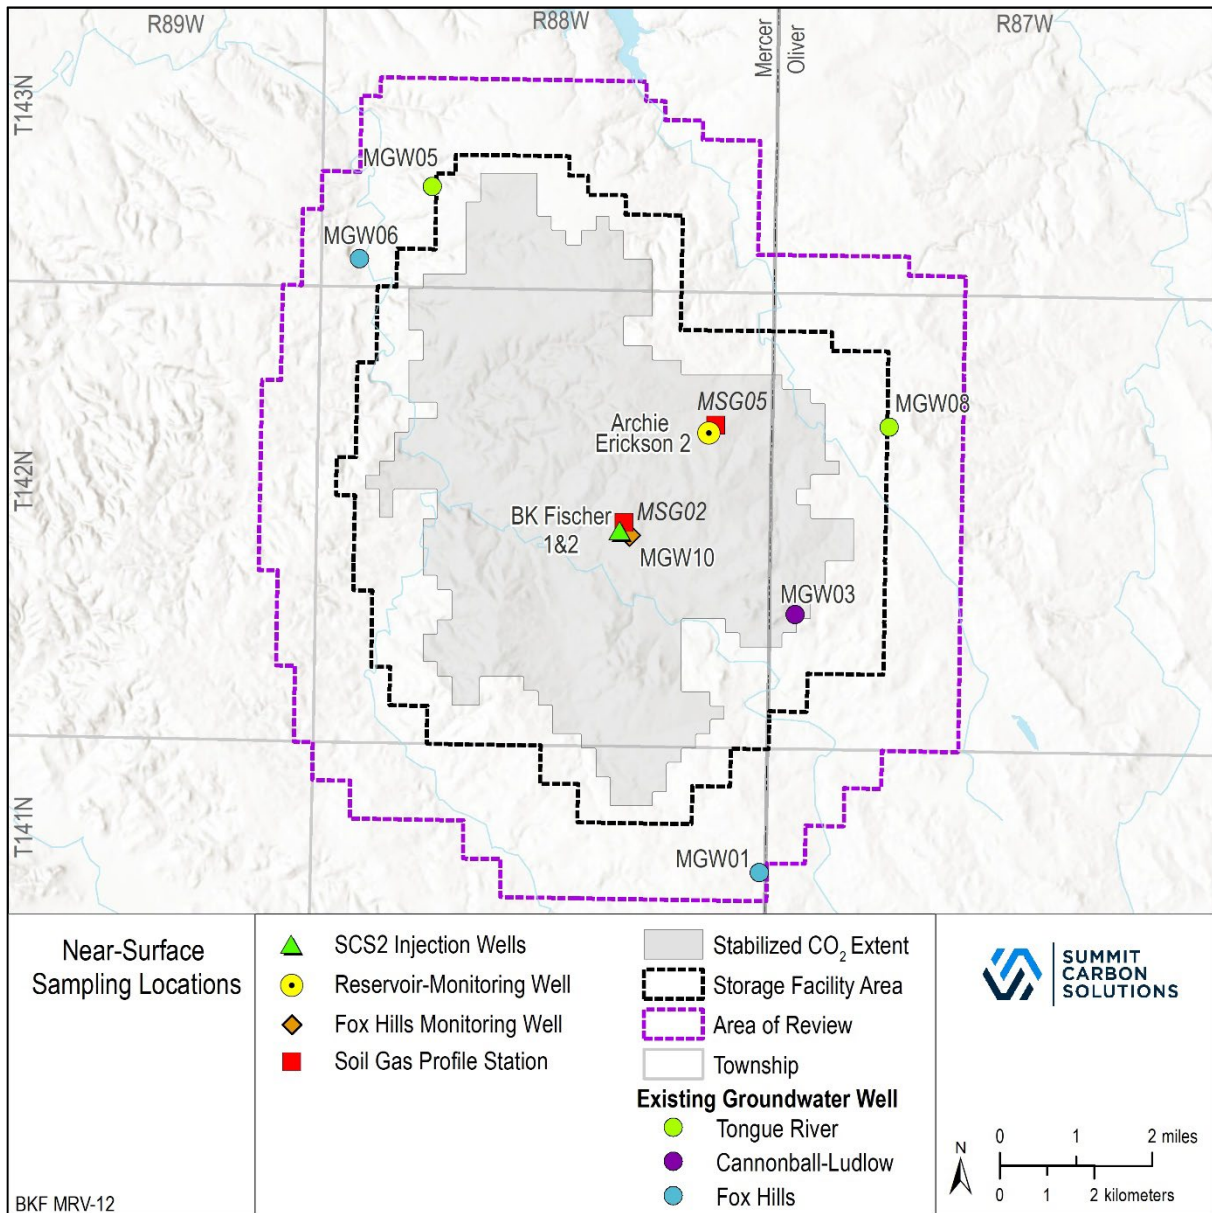 R89W
R88W
R87W
Mercer
Oliver
T143N
MGW05
MGW06
MSG05
Archie
Erickson 2
MGW08
T142N
BK Fischer
1&2
MSG02
MGW10
MGW03
T141N
MGW01
Near-Surface
Sampling Locations
SCS2 Injection Wells
Reservoir-Monitoring Well
Fox Hills Monitoring Well
Soil Gas Profile Station
Stabilized CO2 Extent
Storage Facility Area
Area of Review
Township
Existing Groundwater Well
Tongue River
Cannonball-Ludlow
Fox Hills
SUMMIT
CARBON
SOLUTIONS
N
0 1 2 miles
0 1 2 kilometers
BKF MRV-12